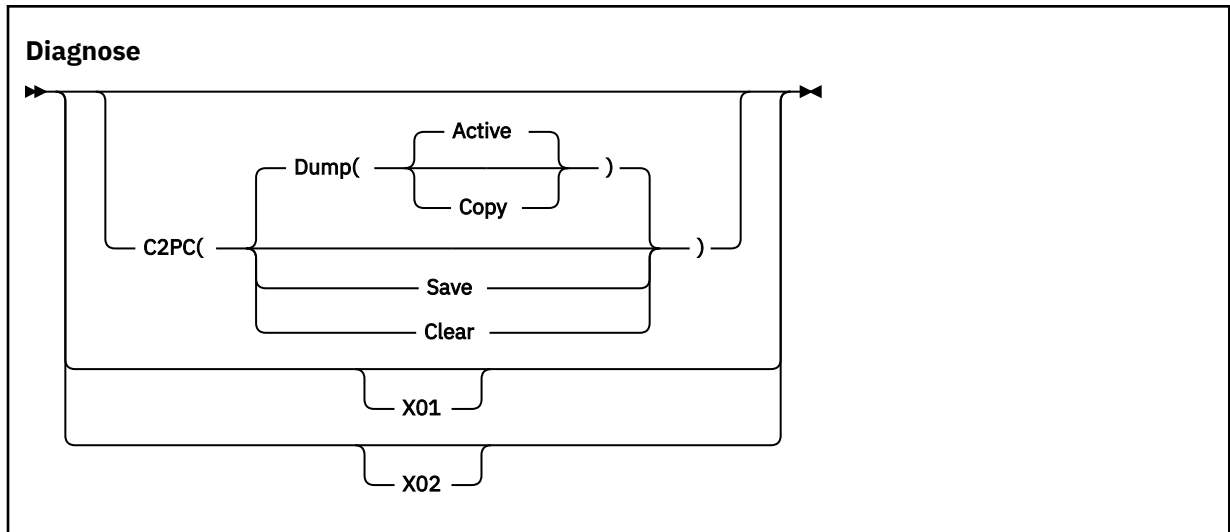 Diagnose
Active
Dump( )
Copy
C2PC( )
Save
Clear
X01
X02